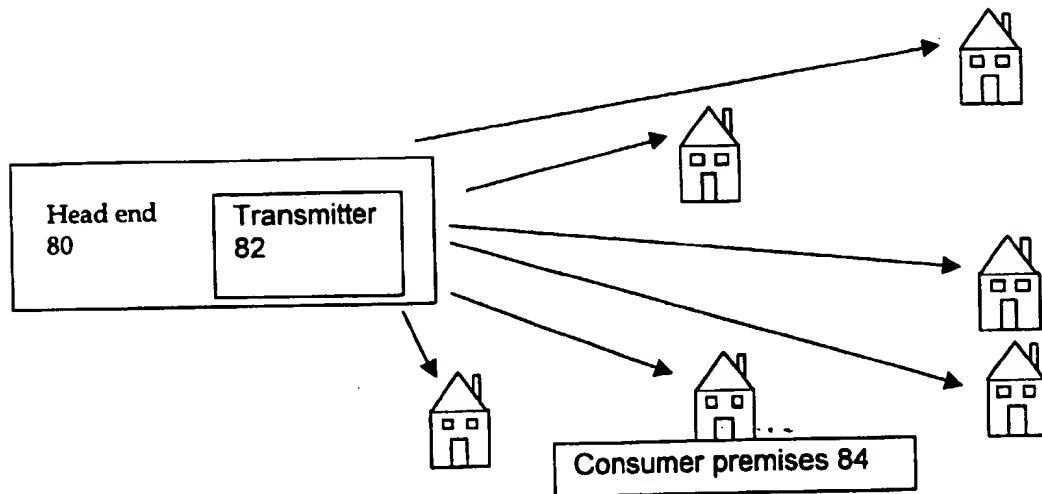 Head end
80
Transmitter
82
Consumer premises 84